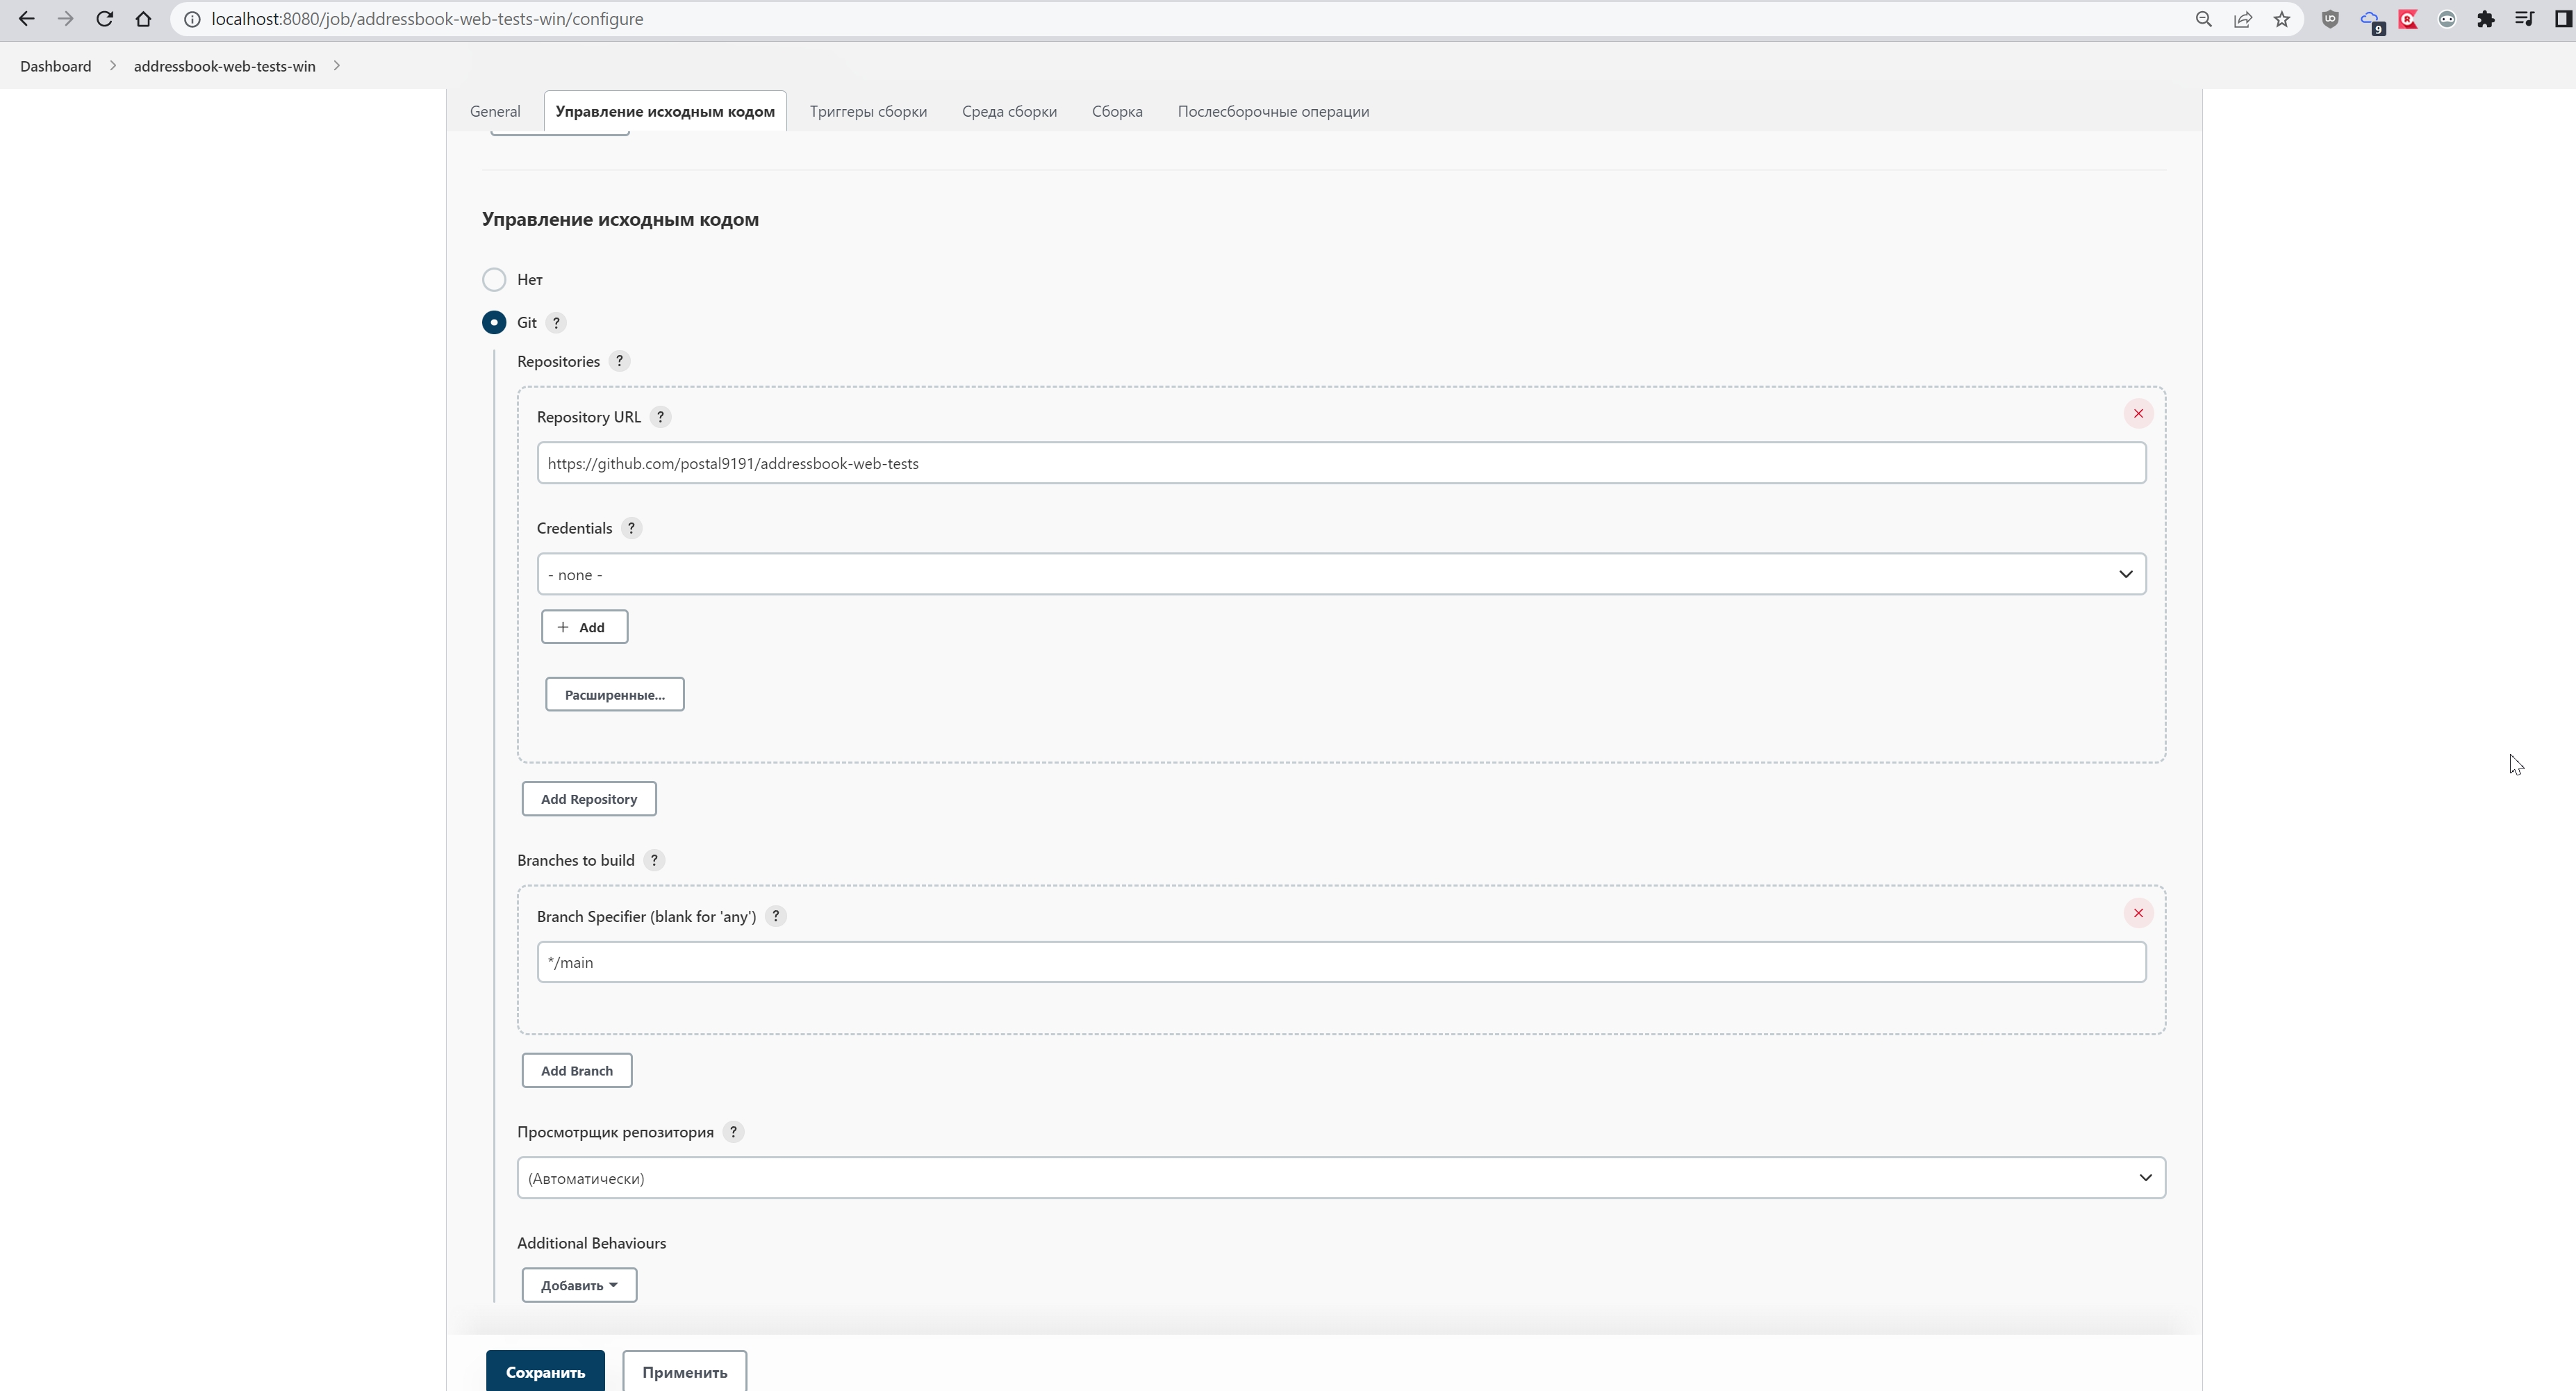 localhost:8080/job/addressbook-web-tests-win/configure
9
Dashboard addressbook-web-tests-win
General Управление исходным кодом Триггеры сборки Среда сборки Сборка Послесборочные операции
Управление исходным кодом
Нет
Git ?
Repositories ?
Repository URL ?
https://github.com/postal9191/addressbook-web-tests
Credentials ?
- none -
+ Add
Расширенные...
Add Repository
Branches to build ?
Branch Specifier (blank for 'any') ?
*/main
Add Branch
Просмотрщик репозитория ?
(Автоматически)
Additional Behaviours
Добавить
Сохранить Применить